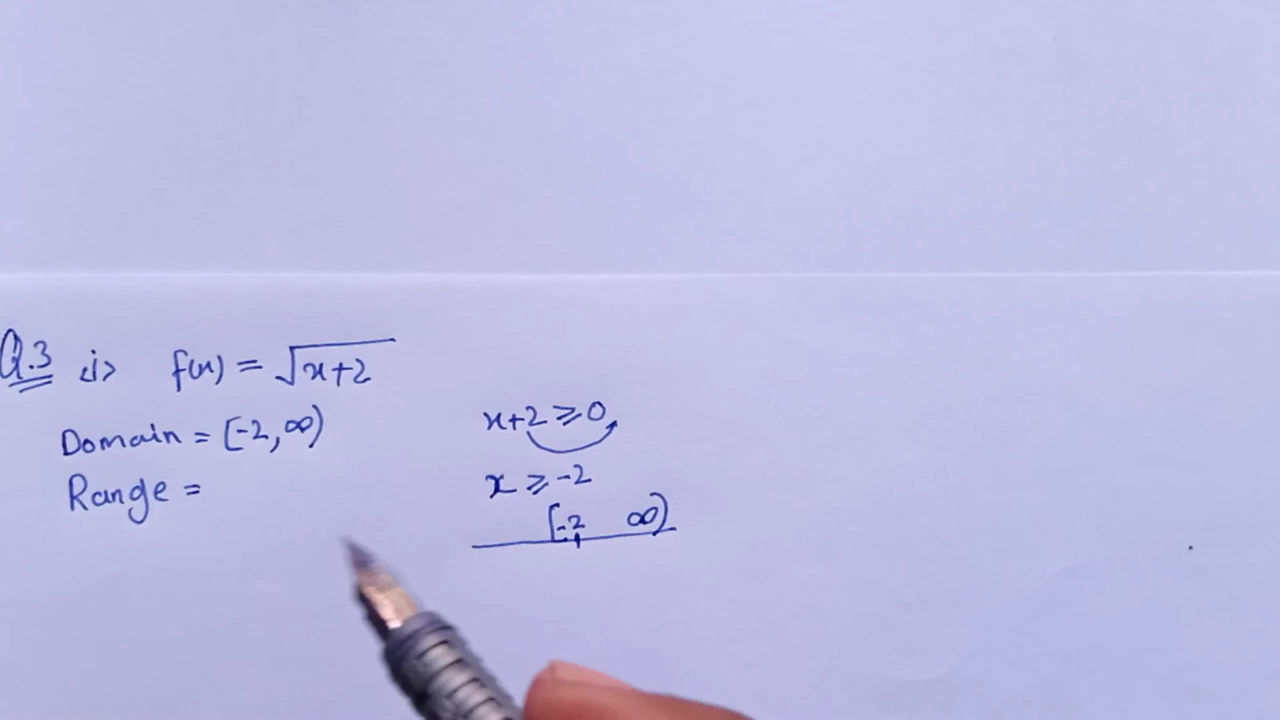 Q.3 (i) f(x) = √x+2
Domain = [-2, ∞)
Range =
x+2 ⩾ 0
x ⩾ -2
[-2 ∞)